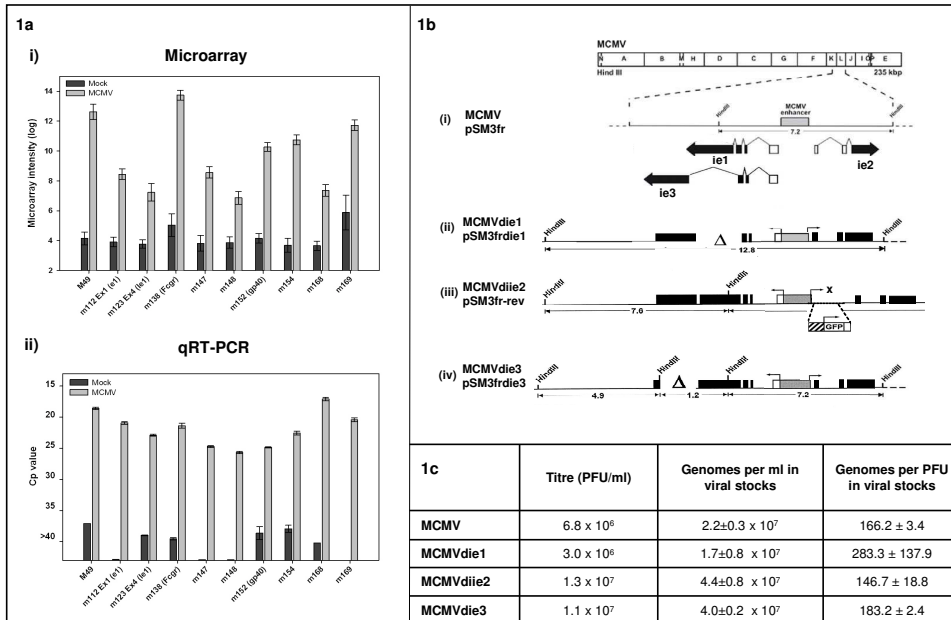 1a
i)
Microarray
Mock
MCMV
Microarray intensity (log)
14
12
10
8
6
4
2
M49
m112 Ex1 (e1)
m123 Ex4 (Ie1)
m138 (Fcgr)
m147
m148
m152 (gp40)
m154
m168
m169
ii)
qRT-PCR
Mock
MCMV
Cp value
15
20
25
30
35
>40
M49
m112 Ex1 (e1)
m123 Ex4 (Ie1)
m138 (Fcgr)
m147
m148
m152 (gp40)
m154
m168
m169
1b
MCMV
N A B M H D C G F K L J I O P E
Hind III
235 kbp
(i) MCMV
pSM3fr
HindIII
MCMV
enhancer
HindIII
7.2
ie1
ie2
ie3
(ii) MCMVdie1
pSM3frdie1
HindIII
Δ
HindIII
12.8
(iii) MCMVdiie2
pSM3fr-rev
HindIII
HindIII
x
7.6
GFP
(iv) MCMVdie3
pSM3frdie3
HindIII
HindIII
Δ
HindIII
HindIII
4.9
1.2
7.2
1c
Titre (PFU/ml)
Genomes per ml in
viral stocks
Genomes per PFU
in viral stocks
MCMV
6.8 x 10⁶
2.2±0.3 x 10⁷
166.2 ± 3.4
MCMVdie1
3.0 x 10⁶
1.7±0.8 x 10⁷
283.3 ± 137.9
MCMVdiie2
1.3 x 10⁷
4.4±0.8 x 10⁷
146.7 ± 18.8
MCMVdie3
1.1 x 10⁷
4.0±0.2 x 10⁷
183.2 ± 2.4